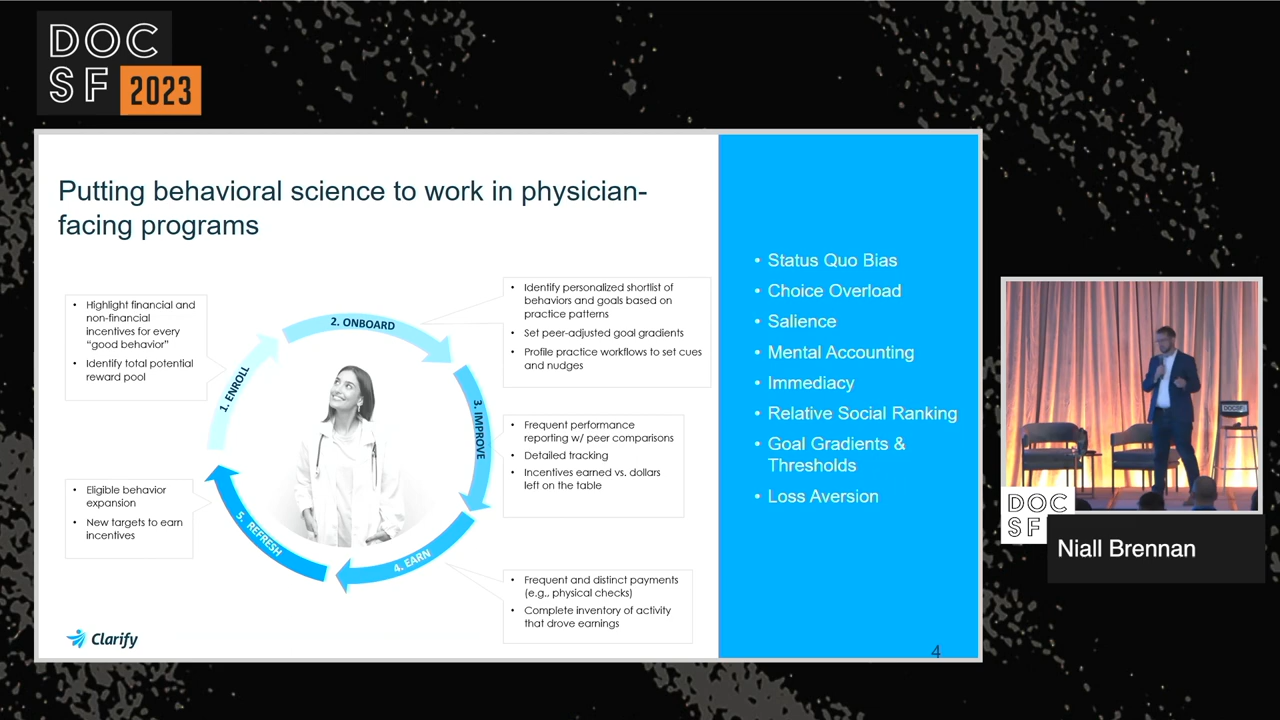 DOC
SF 2023
Putting behavioral science to work in physician-
facing programs
• Highlight financial and
non-financial
incentives for every
“good behavior”
• Identify total potential
reward pool
1. ENROLL
2. ONBOARD
• Identify personalized shortlist of
behaviors and goals based on
practice patterns
• Set peer-adjusted goal gradients
• Profile practice workflows to set cues
and nudges
3. IMPROVE
• Frequent performance
reporting w/ peer comparisons
• Detailed tracking
• Incentives earned vs. dollars
left on the table
4. EARN
• Frequent and distinct payments
(e.g., physical checks)
• Complete inventory of activity
that drove earnings
5. REFRESH
• Eligible behavior
expansion
• New targets to earn
incentives
Clarify
• Status Quo Bias
• Choice Overload
• Salience
• Mental Accounting
• Immediacy
• Relative Social Ranking
• Goal Gradients &
Thresholds
• Loss Aversion
4
DOCSF
DOC
SF
Niall Brennan